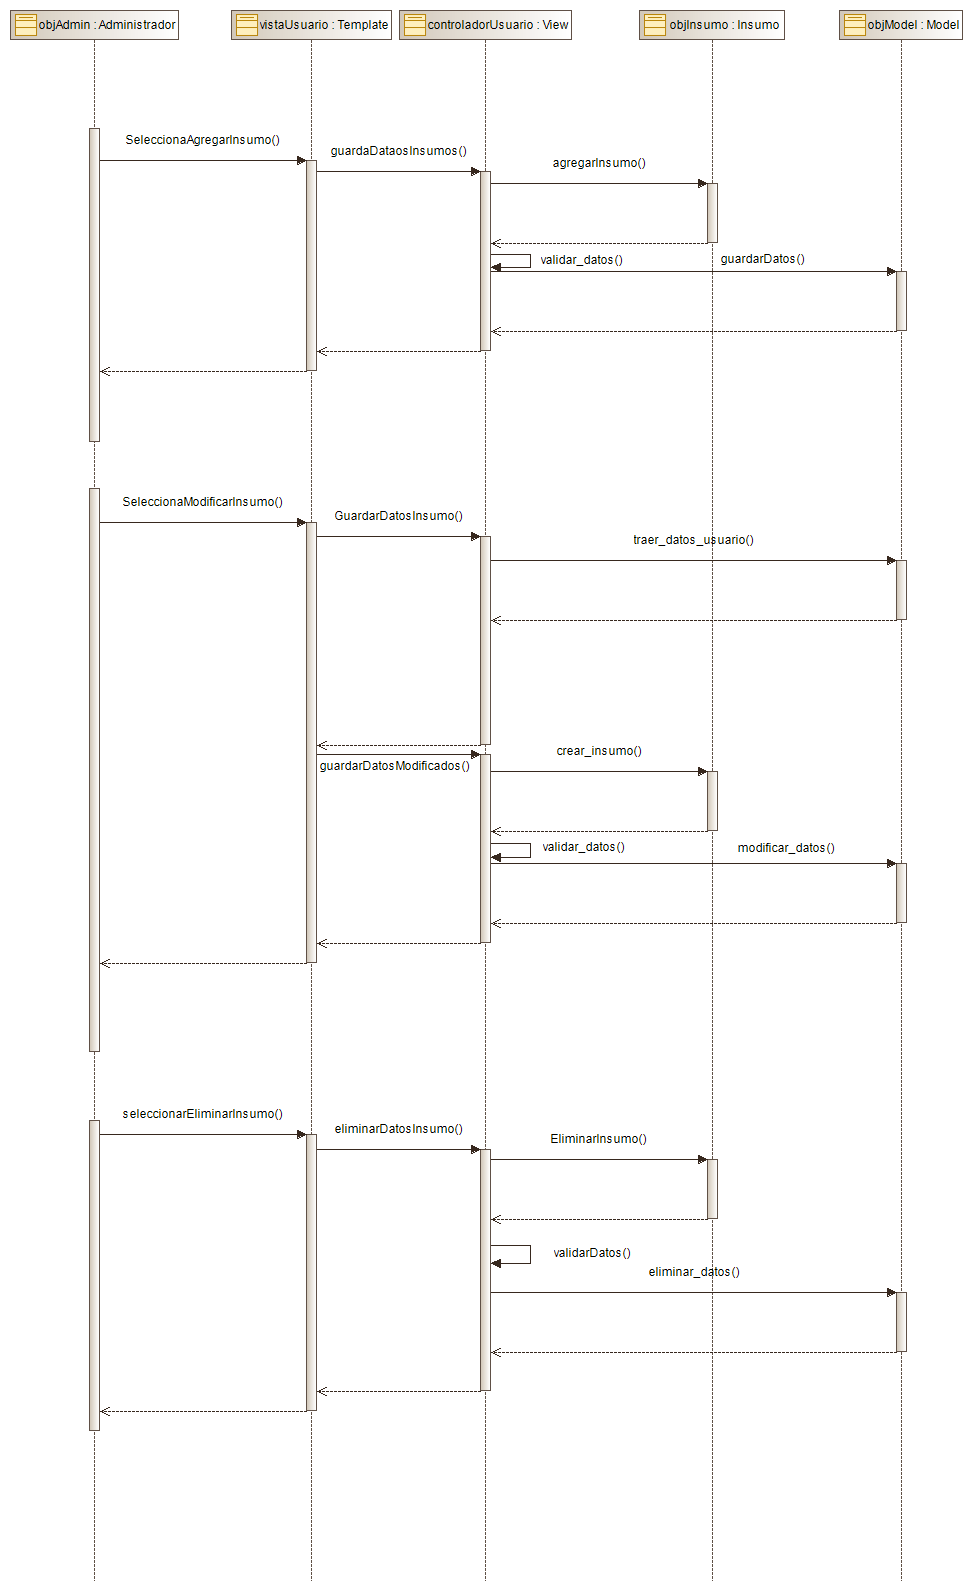 objAdmin : Administrador
vistaUsuario : Template
controladorUsuario : View
objInsumo : Insumo
objModel : Model
SeleccionaAgregarInsumo()
guardaDataosInsumos()
agregarInsumo()
validar_datos()
guardarDatos()
SeleccionaModificarInsumo()
GuardarDatosInsumo()
traer_datos_usuario()
crear_insumo()
guardarDatosModificados()
validar_datos()
modificar_datos()
seleccionarEliminarInsumo()
eliminarDatosInsumo()
EliminarInsumo()
validarDatos()
eliminar_datos()